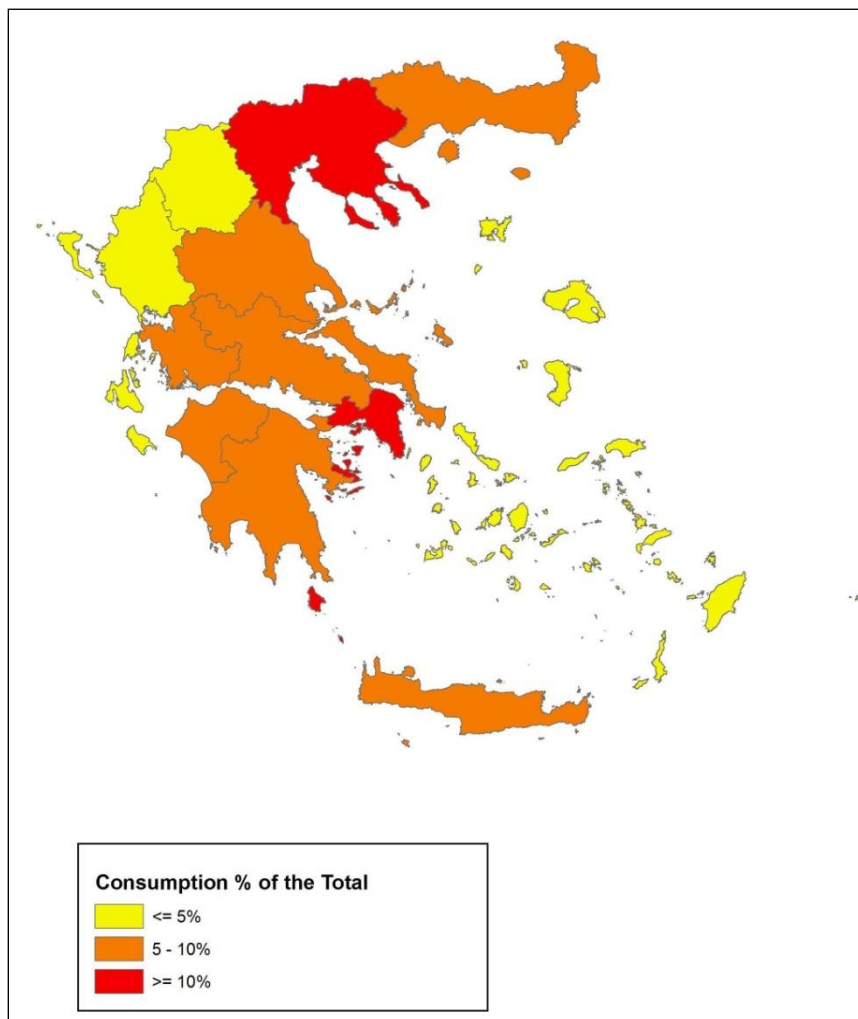 Consumption % of the Total
<= 5%
5 - 10%
>= 10%